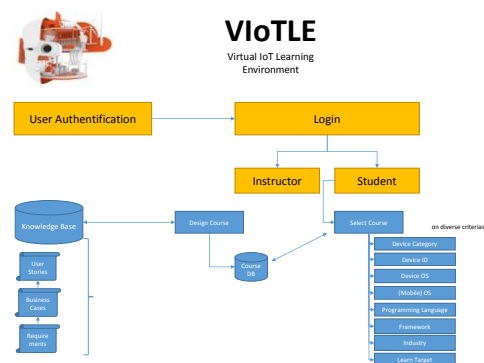 VIoTLE
Virtual IoT Learning
Environment
User Authentification
Login
Instructor
Student
Knowledge Base
Design Course
Select Course
on diverse criterias
Course
DB
User
Stories
Business
Cases
Require
ments
Device Category
Device ID
Device OS
(Mobile) OS
Programming Language
Framework
Industry
Learn Target